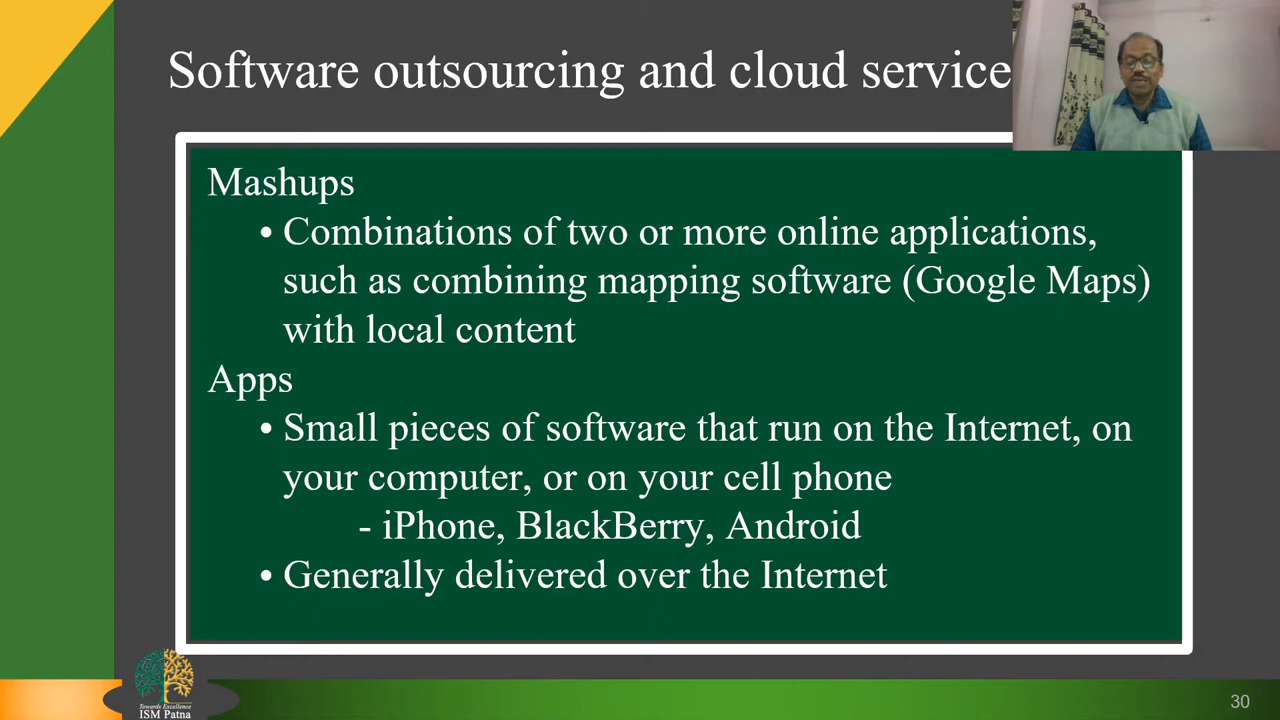 Software outsourcing and cloud service
Mashups
• Combinations of two or more online applications,
such as combining mapping software (Google Maps)
with local content
Apps
• Small pieces of software that run on the Internet, on
your computer, or on your cell phone
- iPhone, BlackBerry, Android
• Generally delivered over the Internet
Towards Excellence
ISM Patna
30